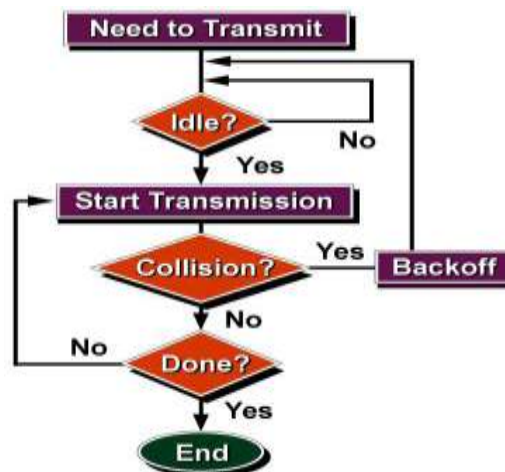 Need to Transmit
Idle?
No
Yes
Start Transmission
Collision?
Yes
Backoff
No
No
Done?
Yes
End